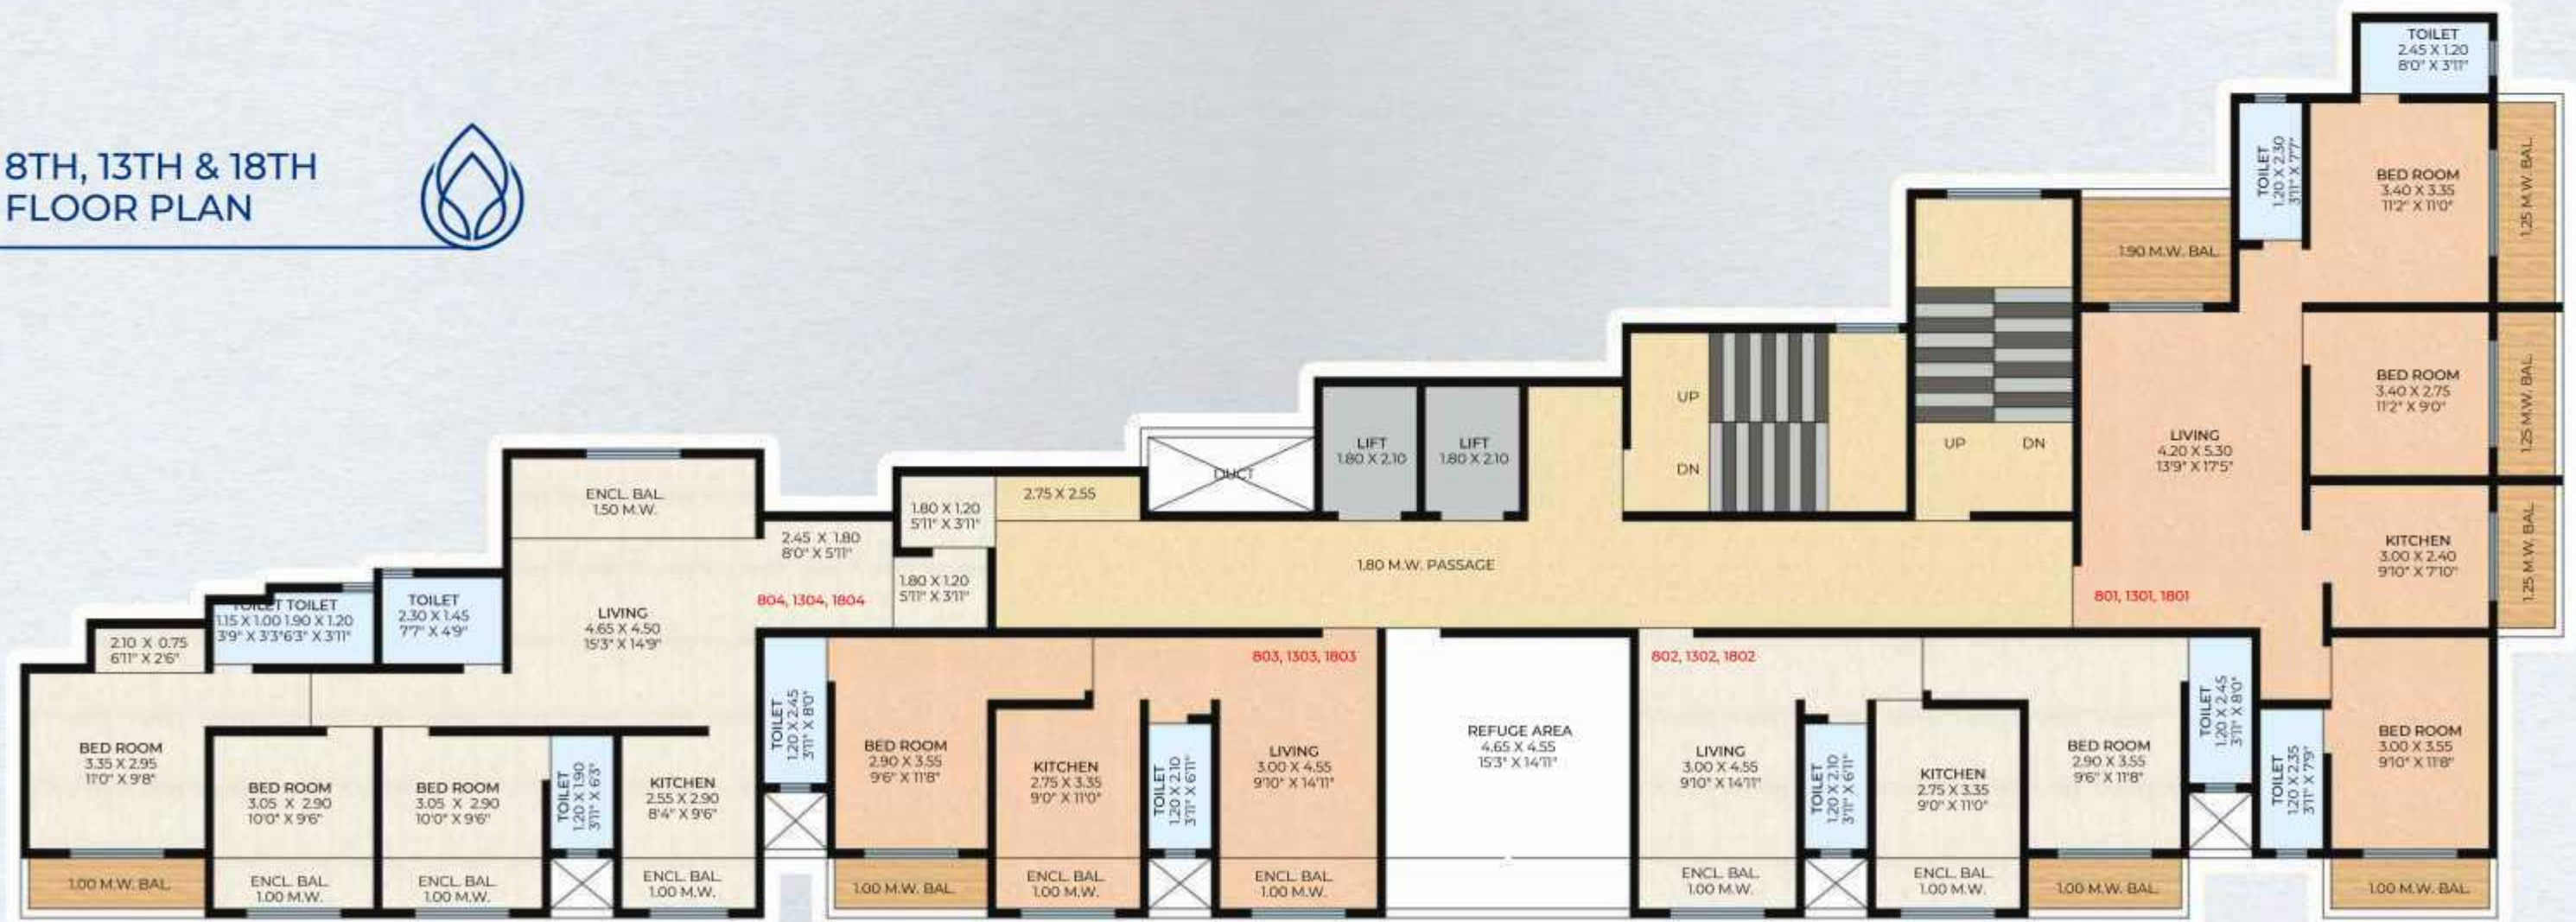 8TH, 13TH & 18TH
FLOOR PLAN
TOILET
2.45 X 1.20
8'0" X 3'11"
TOILET
1.20 X 2.30
3'11" X 7'7"
BED ROOM
3.40 X 3.35
11'2" X 11'0"
1.25 M.W. BAL.
1.90 M.W. BAL.
BED ROOM
3.40 X 2.75
11'2" X 9'0"
1.25 M.W. BAL.
LIVING
4.20 X 5.30
13'9" X 17'5"
KITCHEN
3.00 X 2.40
9'10" X 7'10"
1.25 M.W. BAL.
801, 1301, 1801
UP
DN
UP
DN
LIFT
1.80 X 2.10
LIFT
1.80 X 2.10
DUCT
2.75 X 2.55
1.80 X 1.20
5'11" X 3'11"
1.80 M.W. PASSAGE
ENCL. BAL.
1.50 M.W.
2.45 X 1.80
8'0" X 5'11"
1.80 X 1.20
5'11" X 3'11"
804, 1304, 1804
LIVING
4.65 X 4.50
15'3" X 14'9"
TOILET
2.30 X 1.45
7'7" X 4'9"
TOILET TOILET
1.15 X 1.00 1.90 X 1.20
3'9" X 3'3"6'3" X 3'11"
2.10 X 0.75
6'11" X 2'6"
BED ROOM
3.35 X 2.95
11'0" X 9'8"
1.00 M.W. BAL.
BED ROOM
3.05 X 2.90
10'0" X 9'6"
ENCL. BAL.
1.00 M.W.
BED ROOM
3.05 X 2.90
10'0" X 9'6"
ENCL. BAL.
1.00 M.W.
TOILET
1.20 X 1.90
3'11" X 6'3"
KITCHEN
2.55 X 2.90
8'4" X 9'6"
ENCL. BAL.
1.00 M.W.
TOILET
1.20 X 2.45
3'11" X 8'0"
BED ROOM
2.90 X 3.55
9'6" X 11'8"
1.00 M.W. BAL.
KITCHEN
2.75 X 3.35
9'0" X 11'0"
ENCL. BAL.
1.00 M.W.
TOILET
1.20 X 2.10
3'11" X 6'11"
803, 1303, 1803
LIVING
3.00 X 4.55
9'10" X 14'11"
ENCL. BAL.
1.00 M.W.
REFUGE AREA
4.65 X 4.55
15'3" X 14'11"
802, 1302, 1802
LIVING
3.00 X 4.55
9'10" X 14'11"
ENCL. BAL.
1.00 M.W.
TOILET
1.20 X 2.10
3'11" X 6'11"
KITCHEN
2.75 X 3.35
9'0" X 11'0"
ENCL. BAL.
1.00 M.W.
BED ROOM
2.90 X 3.55
9'6" X 11'8"
1.00 M.W. BAL.
TOILET
1.20 X 2.45
3'11" X 8'0"
TOILET
1.20 X 2.35
3'11" X 7'9"
BED ROOM
3.00 X 3.55
9'10" X 11'8"
1.00 M.W. BAL.